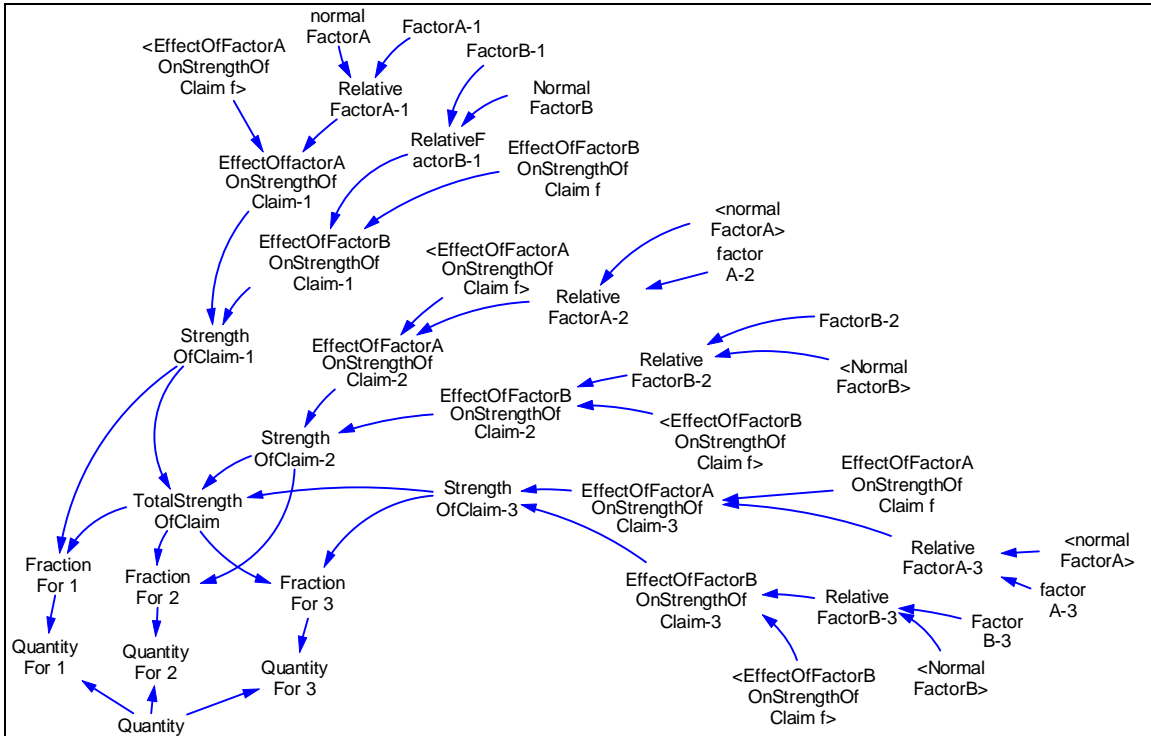 normal
FactorA
FactorA-1
<EffectOfFactorA
OnStrengthOf
Claim f>
FactorB-1
Relative
FactorA-1
Normal
FactorB
RelativeF
actorB-1
EffectOfFactorB
OnStrengthOf
Claim f
EffectOffactorA
OnStrengthOf
Claim-1
EffectOfFactorB
OnStrengthOf
Claim-1
<normal
FactorA>
<EffectOfFactorA
OnStrengthOf
Claim f>
factor
A-2
Relative
FactorA-2
Strength
OfClaim-1
FactorB-2
EffectOfFactorA
OnStrengthOf
Claim-2
Relative
FactorB-2
<Normal
FactorB>
EffectOfFactorB
OnStrengthOf
Claim-2
<EffectOfFactorB
OnStrengthOf
Claim f>
Strength
OfClaim-2
EffectOfFactorA
OnStrengthOf
Claim f
TotalStrength
OfClaim
Strength
OfClaim-3
EffectOfFactorA
OnStrengthOf
Claim-3
Relative
FactorA-3
<normal
FactorA>
Fraction
For 1
Fraction
For 2
Fraction
For 3
EffectOfFactorB
OnStrengthOf
Claim-3
Relative
FactorB-3
factor
A-3
Factor
B-3
Quantity
For 1
Quantity
For 2
Quantity
For 3
<EffectOfFactorB
OnStrengthOf
Claim f>
<Normal
FactorB>
Quantity